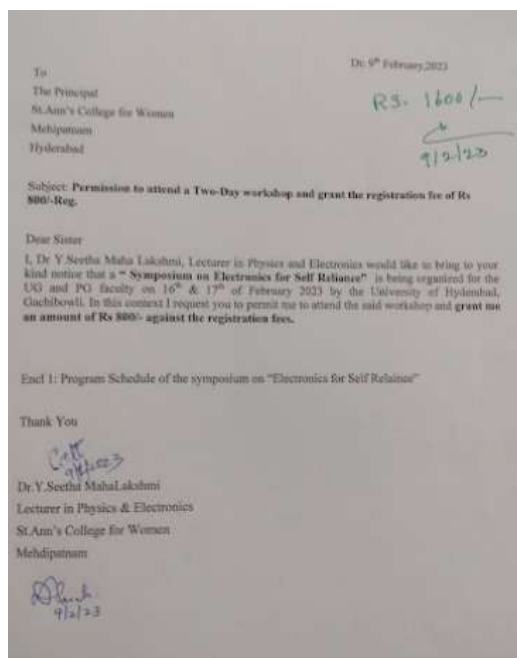 Dt: 9th February,2023
To
The Principal
St.Ann's College for Women
Mehipatnam
Hyderabad
RS. 1600/-
9/2/23
Subject: Permission to attend a Two-Day workshop and grant the registration fee of Rs
800/-Reg.
Dear Sister
I, Dr Y.Seetha Maha Lakshmi, Lecturer in Physics and Electronics would like to bring to your
kind notice that a " Symposium on Electronics for Self Reliance" is being organized for the
UG and PG faculty on 16th & 17th of February 2023 by the University of Hyderabad,
Gachibowli. In this context I request you to permit me to attend the said workshop and grant me
an amount of Rs 800/- against the registration fees.
Encl 1: Program Schedule of the symposium on "Electronics for Self Relaince"
Thank You
Dr.Y.Seetha MahaLakshmi
Lecturer in Physics & Electronics
St.Ann's College for Women
Mehdipatnam
9/2/23